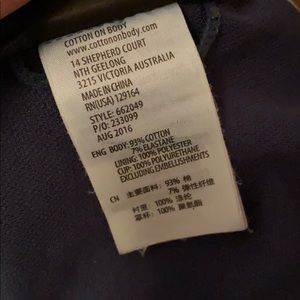 COTTON ON BODY
www.cottononbody.com
14 SHEPHERD COURT
NTH GEELONG
3215 VICTORIA AUSTRALIA
MADE IN CHINA
RN(USA) 129164
STYLE: 662049
P/O: 233099
AUG 2016
ENG BODY: 93% COTTON
7% ELASTANE
LINING: 100% POLYESTER
CUP: 100% POLYURETHANE
EXCLUDING EMBELLISHMENTS
CN 主要面料: 93% 棉
7% 弹性纤维
衬里: 100% 涤纶
罩杯: 100% 聚氨酯